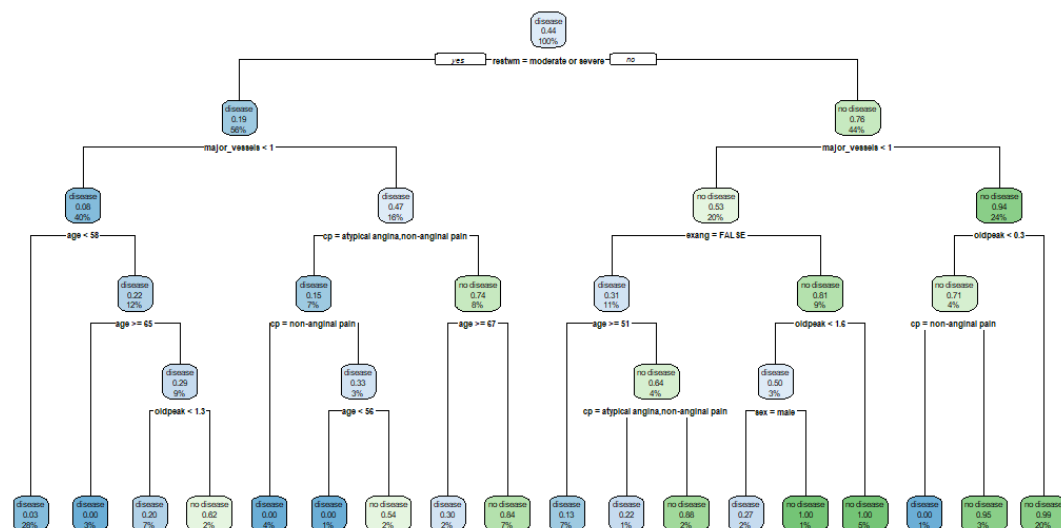 disease
0.44
100%
yes
restwm = moderate or severe
no
disease
0.19
56%
no disease
0.76
44%
major_vessels < 1
major_vessels < 1
disease
0.08
40%
disease
0.47
16%
no disease
0.53
20%
no disease
0.94
24%
age < 58
cp = atypical angina,non-anginal pain
exang = FALSE
oldpeak < 0.3
disease
0.22
12%
disease
0.15
7%
no disease
0.74
8%
disease
0.31
11%
no disease
0.81
9%
no disease
0.71
4%
age >= 65
cp = non-anginal pain
age >= 67
age >= 51
oldpeak < 1.6
cp = non-anginal pain
disease
0.29
9%
disease
0.33
3%
no disease
0.64
4%
disease
0.50
3%
oldpeak < 1.3
age < 56
cp = atypical angina,non-anginal pain
sex = male
disease
0.03
28%
disease
0.00
3%
disease
0.20
7%
no disease
0.62
2%
disease
0.00
4%
disease
0.00
1%
no disease
0.54
2%
disease
0.30
2%
no disease
0.84
7%
disease
0.13
7%
disease
0.22
1%
no disease
0.88
2%
disease
0.27
2%
no disease
1.00
1%
no disease
1.00
5%
disease
0.00
1%
no disease
0.95
3%
no disease
0.99
20%